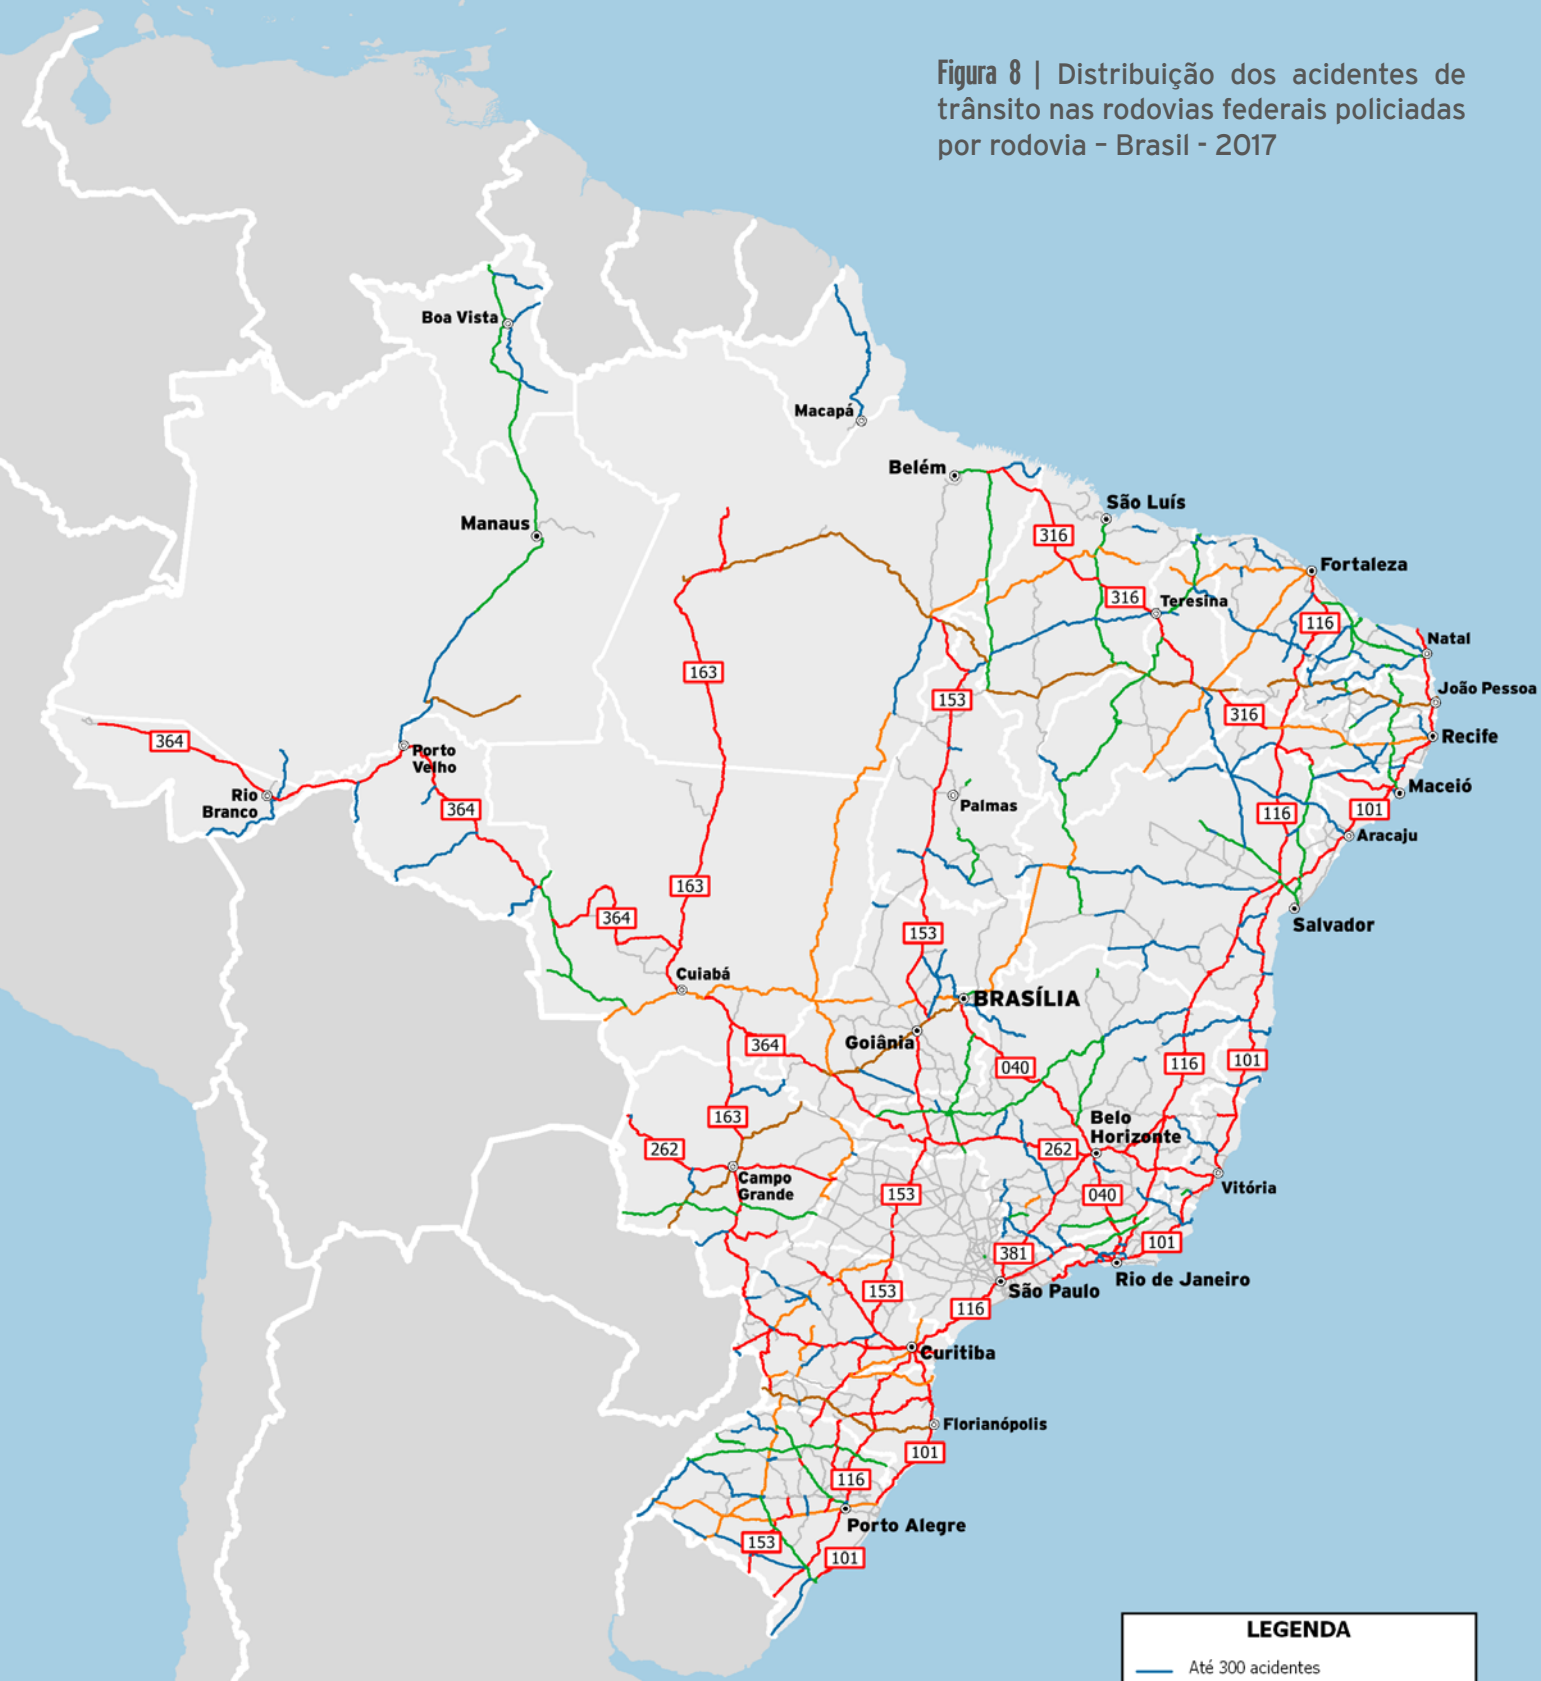 Figura 8 | Distribuição dos acidentes de
trânsito nas rodovias federais policiadas
por rodovia – Brasil - 2017
Boa Vista
Macapá
Belém
São Luís
Manaus
316
Fortaleza
316
Teresina
116
Natal
163
João Pessoa
153
316
Recife
364
Porto
Velho
Rio
Branco
364
Palmas
Maceió
116
101
Aracaju
163
364
153
Salvador
Cuiabá
BRASÍLIA
Goiânia
364
040
116
101
163
Belo
Horizonte
262
262
Campo
Grande
153
040
Vitória
381
101
Rio de Janeiro
153
São Paulo
116
Curitiba
Florianópolis
101
116
Porto Alegre
153
101
LEGENDA
Até 300 acidentes